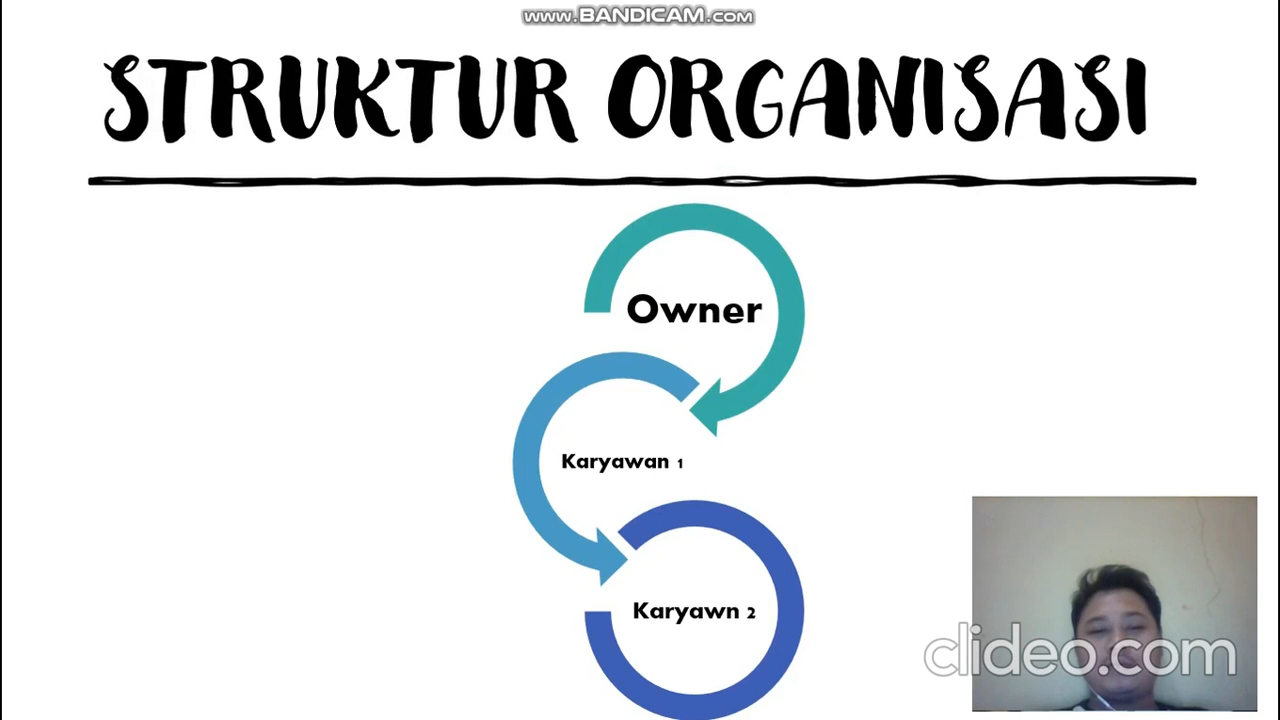 www.BANDICAM.com
STRUKTUR ORGANISASI
Owner
Karyawan 1
Karyawn 2
clideo.com